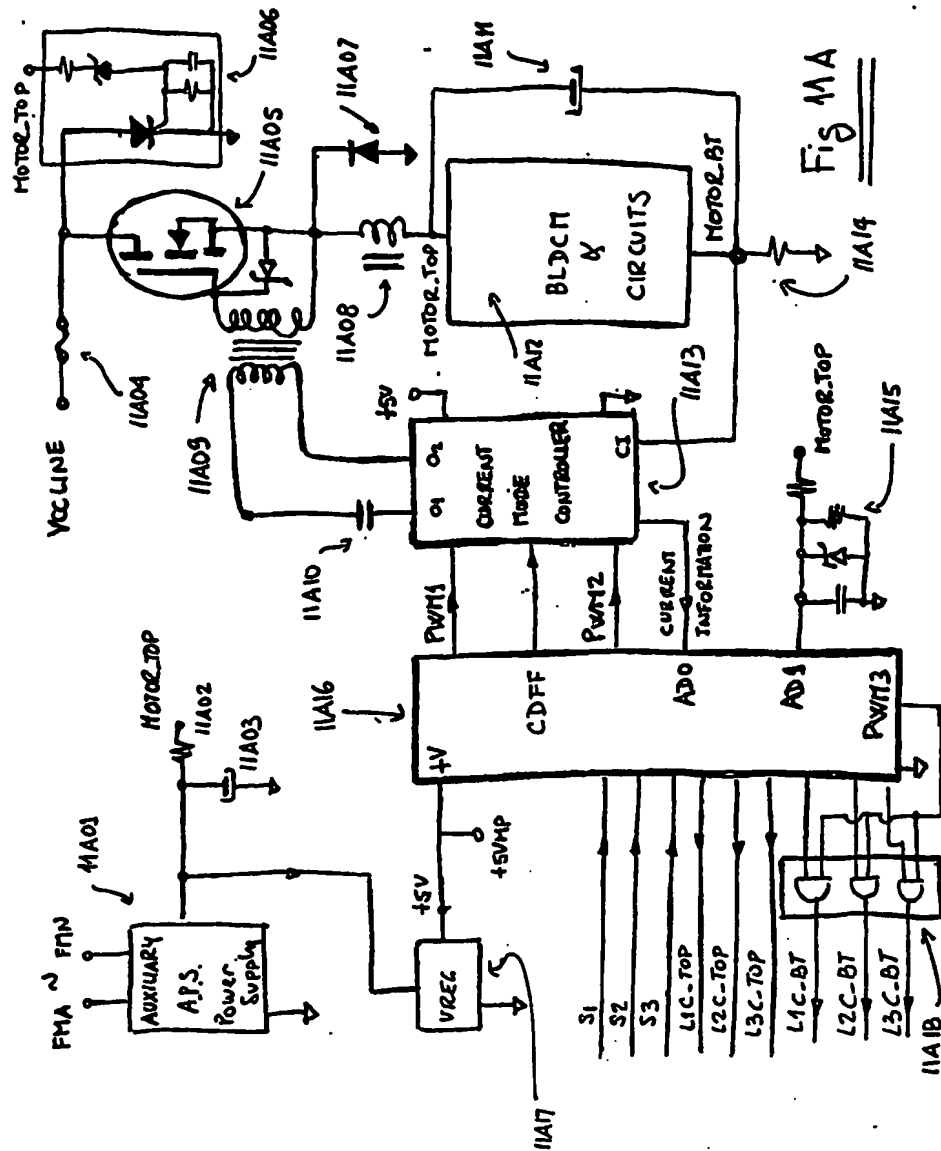 FMA ~ FMN
11A01
AUXILIARY
A.P.S.
Power
Supply
MOTOR_TOP
11A02
11A03
VREG
11A17
+5V
+5VMP
VCCLINE
11A04
MOTOR_TOP
11A06
11A05
11A07
11A08
11A09
11A10
11A16
+V
PWM1
CDFF
PWM2
CURRENT
INFORMATION
AD0
AD1
PWM3
+5V
O1
O2
CURRENT
MODE
CONTROLLER
CI
11A13
MOTOR_TOP
BLDCM
&
CIRCUITS
11A12
11A11
MOTOR_BT
11A14
MOTOR_TOP
11A15
S1
S2
S3
L1C_TOP
L2C_TOP
L3C_TOP
L1C_BT
L2C_BT
L3C_BT
11A18
Fig 11A